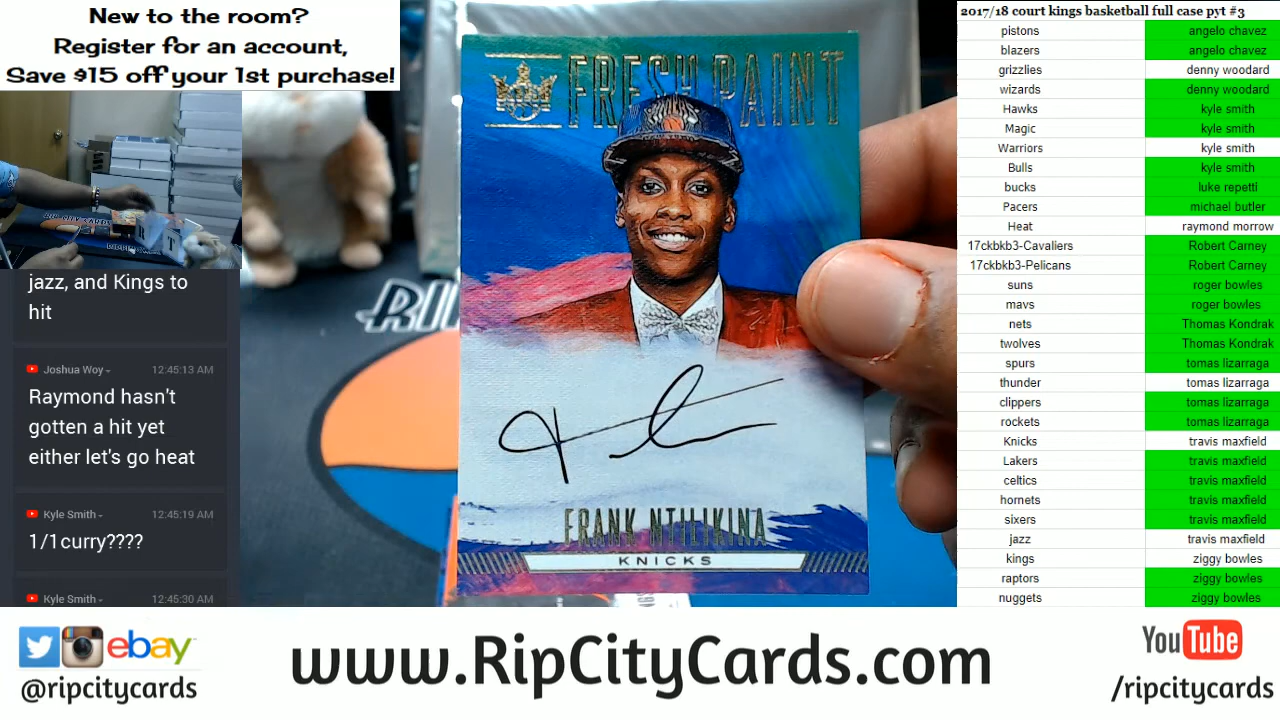 New to the room?
Register for an account,
Save $15 off your 1st purchase!
jazz, and Kings to
hit
Joshua Woy
12:45:13 AM
Raymond hasn't
gotten a hit yet
either let's go heat
Kyle Smith
12:45:19 AM
1/1curry????
Kyle Smith
12:45:30 AM
FRESH PAINT
FRANK NTILIKINA
KNICKS
2017/18 court kings basketball full case pyt #3
pistons angelo chavez
blazers angelo chavez
grizzlies denny woodard
wizards denny woodard
Hawks kyle smith
Magic kyle smith
Warriors kyle smith
Bulls kyle smith
bucks luke repetti
Pacers michael butler
Heat raymond morrow
17ckbkb3-Cavaliers Robert Carney
17ckbkb3-Pelicans Robert Carney
suns roger bowles
mavs roger bowles
nets Thomas Kondrak
twolves Thomas Kondrak
spurs tomas lizarraga
thunder tomas lizarraga
clippers tomas lizarraga
rockets tomas lizarraga
Knicks travis maxfield
Lakers travis maxfield
celtics travis maxfield
hornets travis maxfield
sixers travis maxfield
jazz travis maxfield
kings ziggy bowles
raptors ziggy bowles
nuggets ziggy bowles
ebay
@ripcitycards
www.RipCityCards.com
YouTube
/ripcitycards